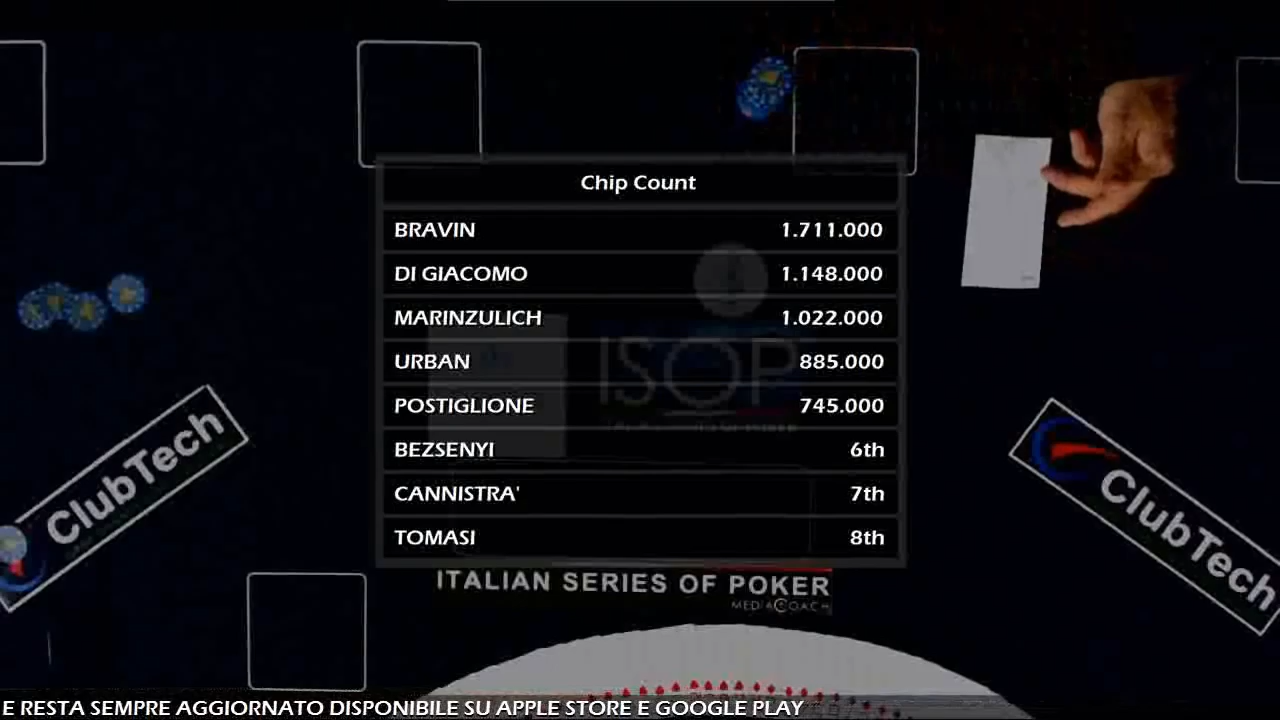 Chip Count
BRAVIN 1.711.000
DI GIACOMO 1.148.000
MARINZULICH 1.022.000
ISOP
URBAN 885.000
POSTIGLIONE 745.000
BEZSENYI 6th
CANNISTRA' 7th
TOMASI 8th
ClubTech
ClubTech
ITALIAN SERIES OF POKER
MEDIACOACH
E RESTA SEMPRE AGGIORNATO DISPONIBILE SU APPLE STORE E GOOGLE PLAY